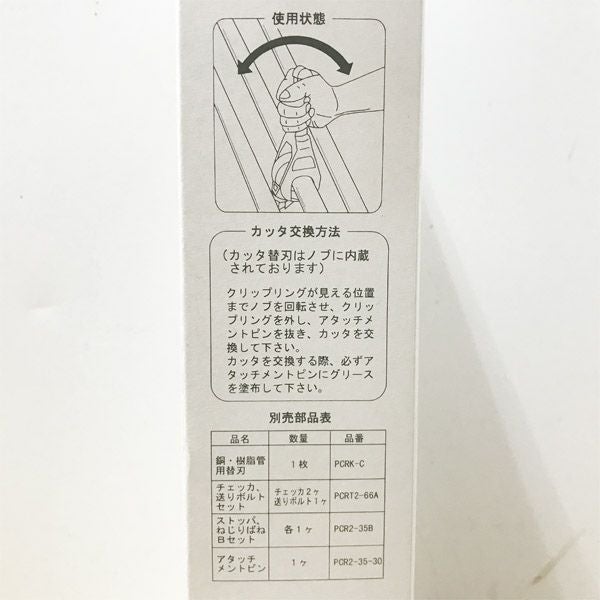 使用状態
カッタ交換方法
(カッタ替刃はノブに内蔵
されております)
クリップリングが見える位置
までノブを回転させ、クリッ
プリングを外し、アタッチメ
ントピンを抜き、カッタを交
換して下さい。
カッタを交換する際、必ずア
タッチメントピンにグリース
を塗布して下さい。
別売部品表
品名 数量 品番
銅・樹脂管
用替刃 1枚 PCRK-C
チェッカ、
送りボルト
セット チェッカ2ヶ
送りボルト1ヶ PCRT2-66A
ストッパ、
ねじりばね
Bセット 各1ヶ PCR2-35B
アタッチ
メントピン 1ヶ PCR2-35-30